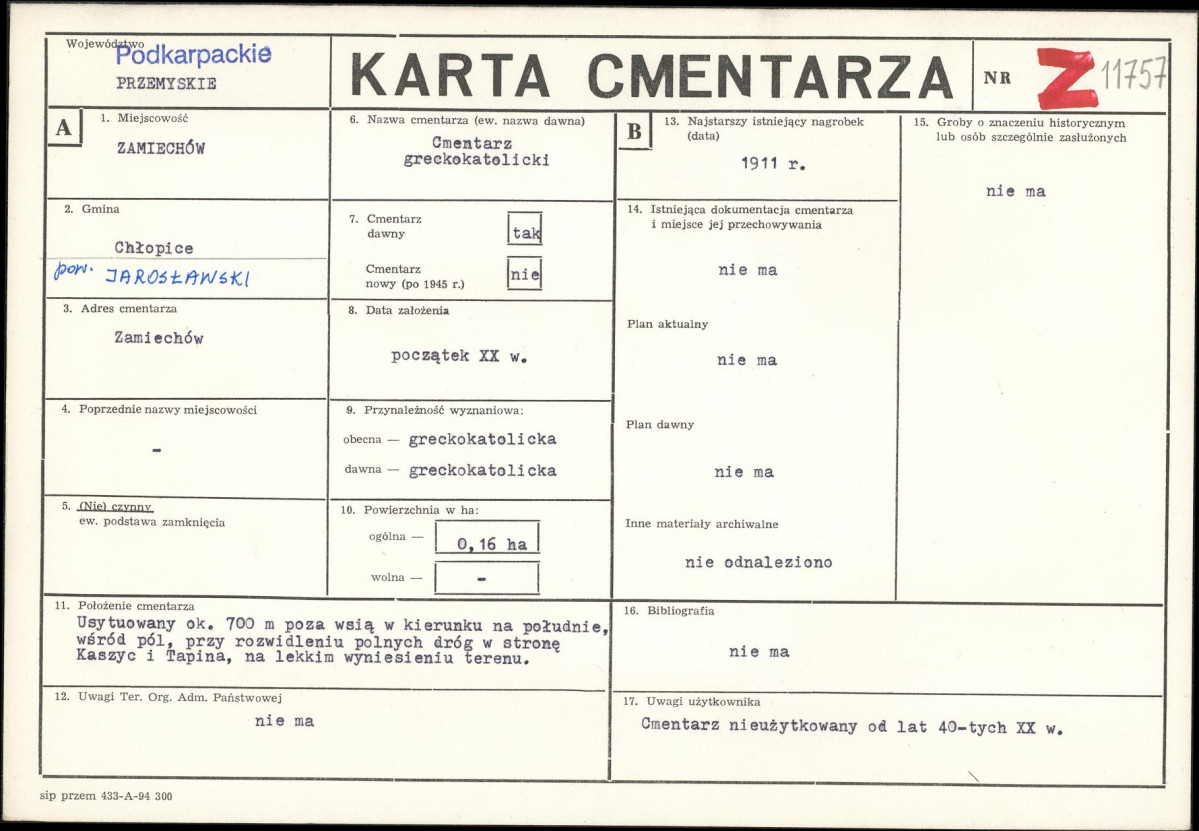 Województwo
Podkarpackie
PRZEMYSKIE
KARTA CMENTARZA
NR
Z 11757
A
1. Miejscowość
ZAMIECHÓW
2. Gmina
Chłopice
pow. JAROSŁAWSKI
3. Adres cmentarza
Zamiechów
4. Poprzednie nazwy miejscowości
-
5. (Nie) czynny
ew. podstawa zamknięcia
6. Nazwa cmentarza (ew. nazwa dawna)
Cmentarz
greckokatolicki
7. Cmentarz
dawny
tak
Cmentarz
nowy (po 1945 r.)
nie
8. Data założenia
początek XX w.
9. Przynależność wyznaniowa:
obecna — greckokatolicka
dawna — greckokatolicka
10. Powierzchnia w ha:
ogólna — 0,16 ha
wolna — -
B
13. Najstarszy istniejący nagrobek
(data)
1911 r.
14. Istniejąca dokumentacja cmentarza
i miejsce jej przechowywania
nie ma
Plan aktualny
nie ma
Plan dawny
nie ma
Inne materiały archiwalne
nie odnaleziono
15. Groby o znaczeniu historycznym
lub osób szczególnie zasłużonych
nie ma
11. Położenie cmentarza
Usytuowany ok. 700 m poza wsią w kierunku na południe,
wśród pól, przy rozwidleniu polnych dróg w stronę
Kaszyc i Tapina, na lekkim wyniesieniu terenu.
12. Uwagi Ter. Org. Adm. Państwowej
nie ma
16. Bibliografia
nie ma
17. Uwagi użytkownika
Cmentarz nieużytkowany od lat 40-tych XX w.
sip przem 433-A-94 300